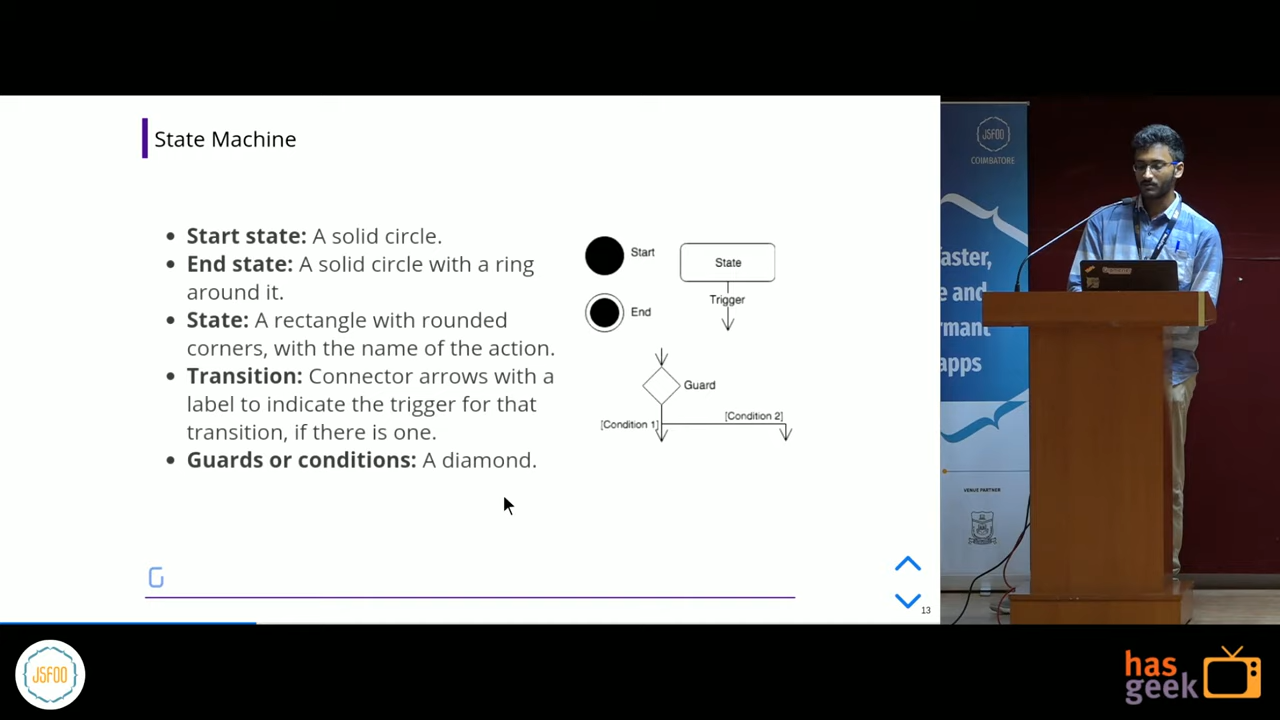 State Machine
Start state: A solid circle.
End state: A solid circle with a ring
around it.
State: A rectangle with rounded
corners, with the name of the action.
Transition: Connector arrows with a
label to indicate the trigger for that
transition, if there is one.
Guards or conditions: A diamond.
Start
State
Trigger
End
Guard
[Condition 1]
[Condition 2]
13
JSFOO
COIMBATORE
aster,
e and
rmant
apps
VENUE PARTNER
JSFOO
has
geek